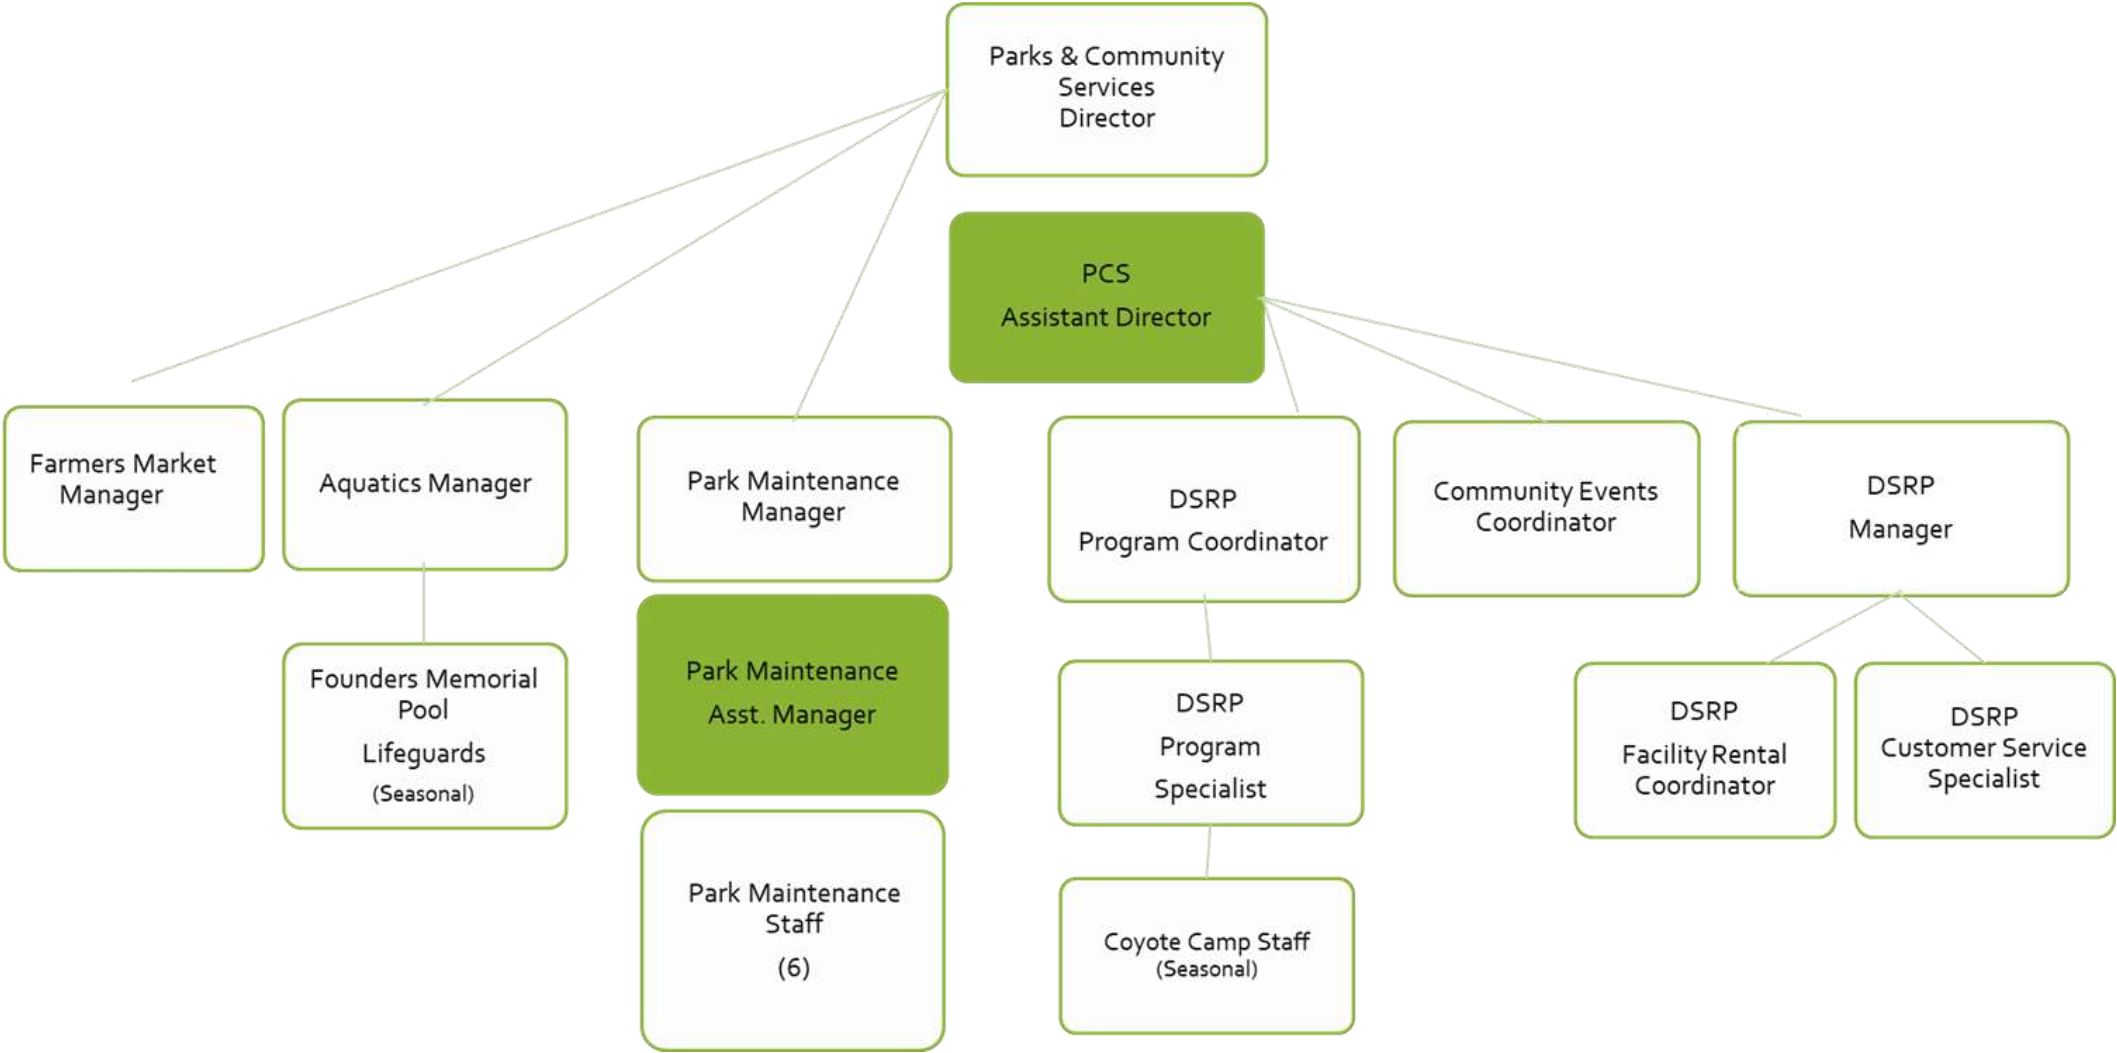 Parks & Community
Services
Director
PCS
Assistant Director
Farmers Market
Manager
Aquatics Manager
Park Maintenance
Manager
DSRP
Program Coordinator
Community Events
Coordinator
DSRP
Manager
Founders Memorial
Pool
Lifeguards
(Seasonal)
Park Maintenance
Asst. Manager
DSRP
Program
Specialist
DSRP
Facility Rental
Coordinator
DSRP
Customer Service
Specialist
Park Maintenance
Staff
(6)
Coyote Camp Staff
(Seasonal)